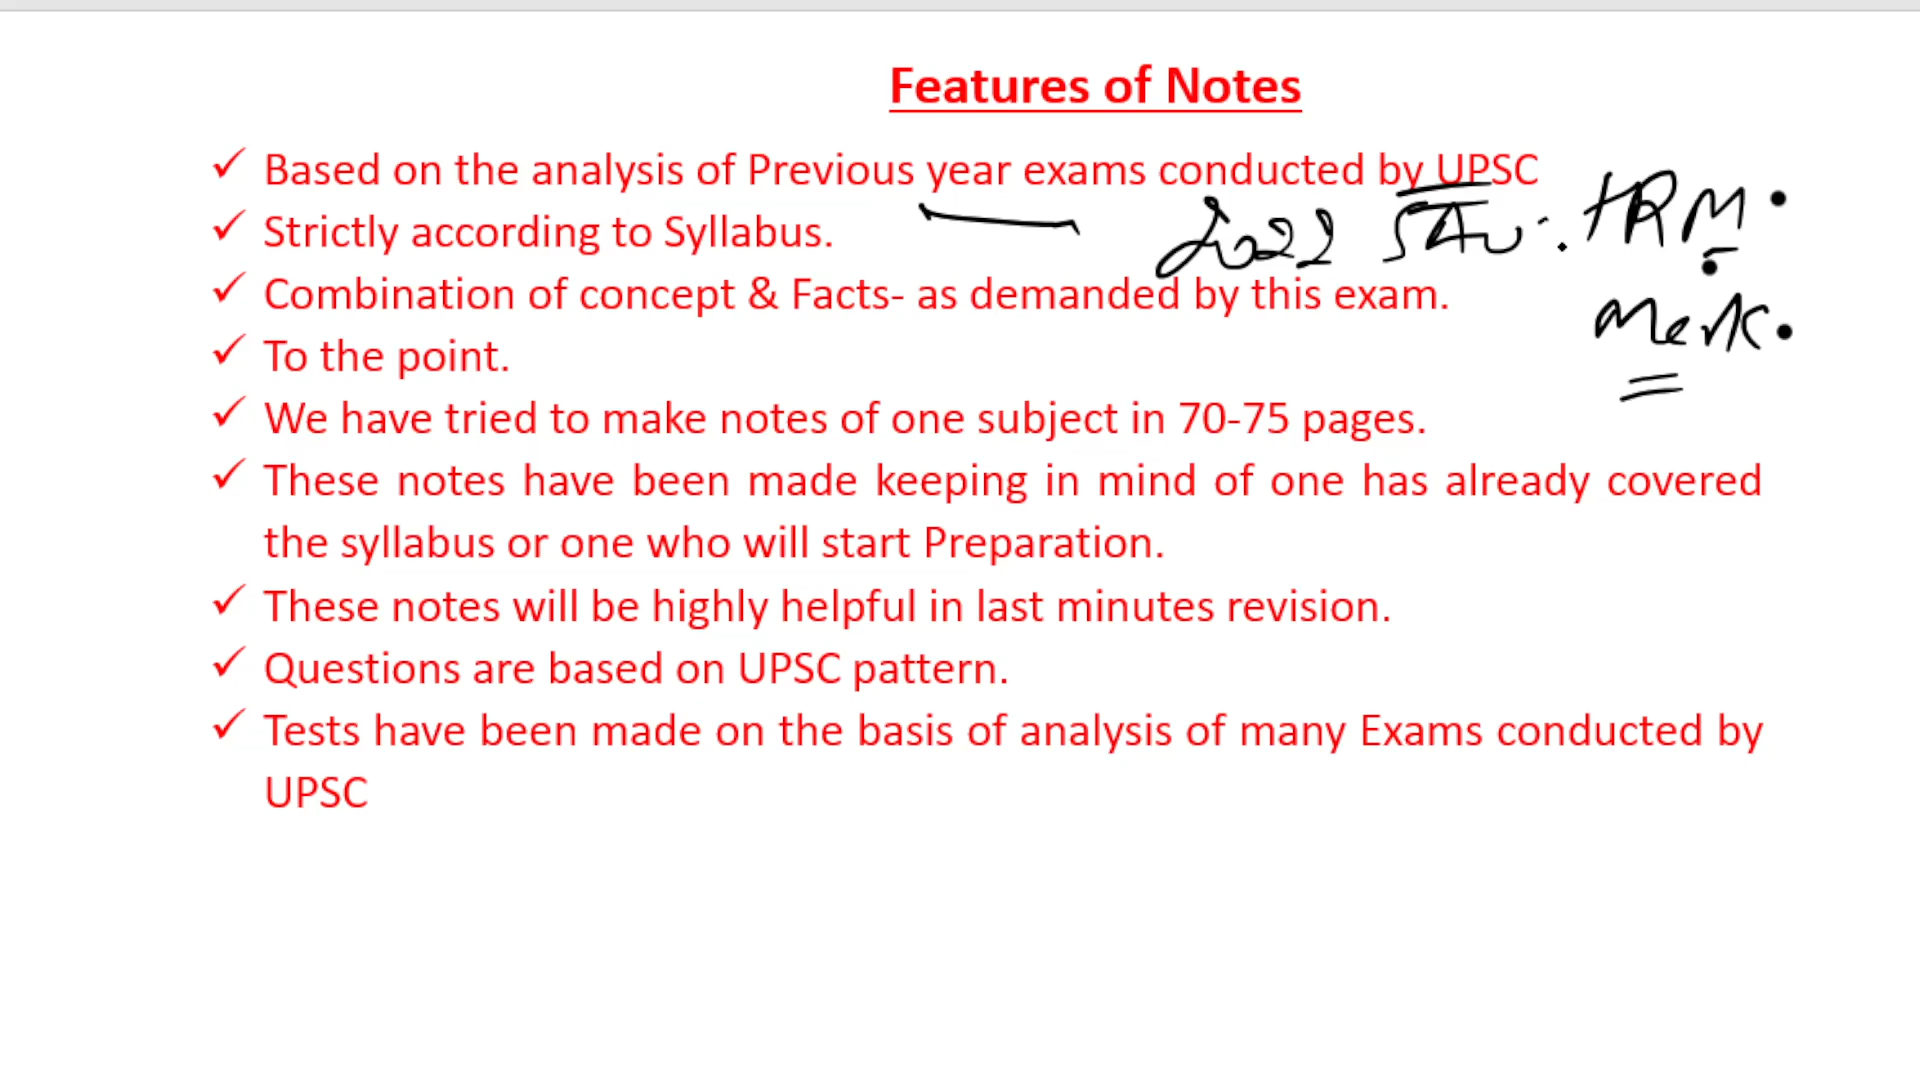 Features of Notes
✓ Based on the analysis of Previous year exams conducted by UPSC
✓ Strictly according to Syllabus.
2022
HRM.
✓ Combination of concept & Facts- as demanded by this exam.
✓ To the point.
✓ We have tried to make notes of one subject in 70-75 pages.
✓ These notes have been made keeping in mind of one has already covered
the syllabus or one who will start Preparation.
✓ These notes will be highly helpful in last minutes revision.
✓ Questions are based on UPSC pattern.
✓ Tests have been made on the basis of analysis of many Exams conducted by
UPSC